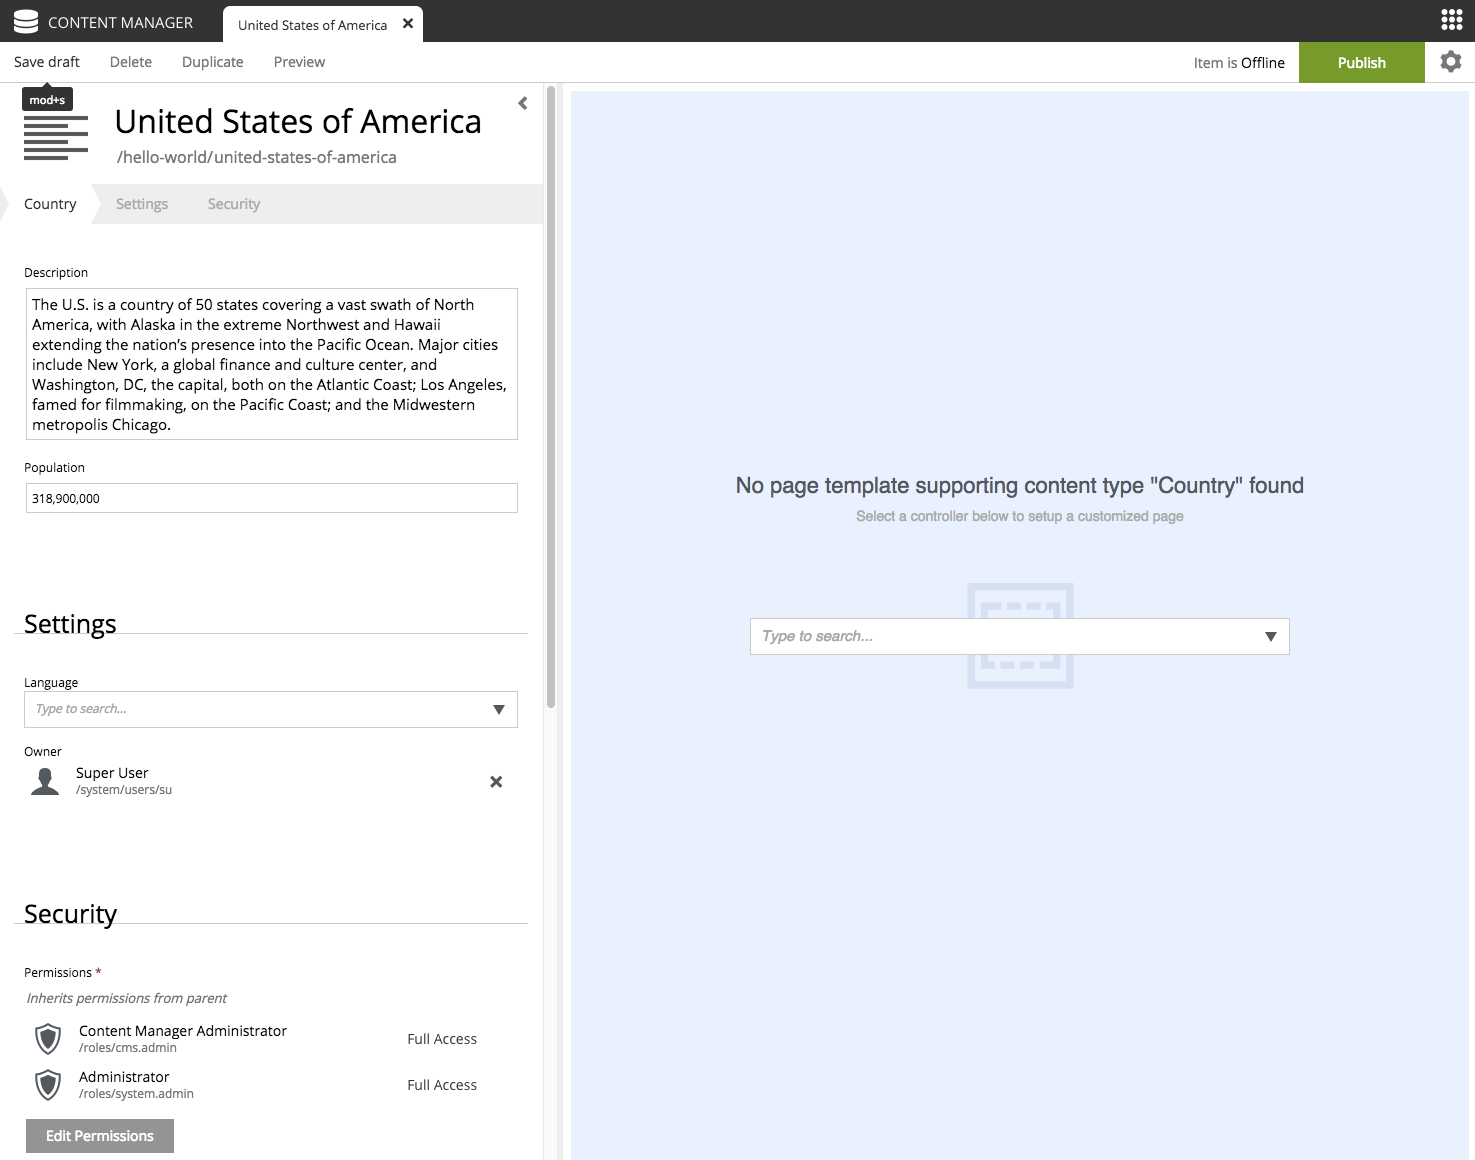 CONTENT MANAGER
United States of America
Save draft
Delete
Duplicate
Preview
Item is Offline
Publish
mod+s
United States of America
/hello-world/united-states-of-america
Country
Settings
Security
Description
The U.S. is a country of 50 states covering a vast swath of North
America, with Alaska in the extreme Northwest and Hawaii
extending the nation's presence into the Pacific Ocean. Major cities
include New York, a global finance and culture center, and
Washington, DC, the capital, both on the Atlantic Coast; Los Angeles,
famed for filmmaking, on the Pacific Coast; and the Midwestern
metropolis Chicago.
Population
318,900,000
Settings
Language
Type to search...
Owner
Super User
/system/users/su
Security
Permissions *
Inherits permissions from parent
Content Manager Administrator
/roles/cms.admin
Full Access
Administrator
/roles/system.admin
Full Access
Edit Permissions
No page template supporting content type "Country" found
Select a controller below to setup a customized page
Type to search...